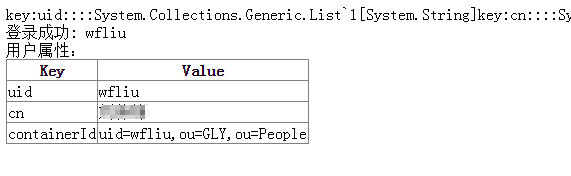 key:uid::::System.Collections.Generic.List`1[System.String]key:cn::::Sy
登录成功: wfliu
用户属性:
Key Value
uid wfliu
cn
containerId uid=wfliu,ou=GLY,ou=People